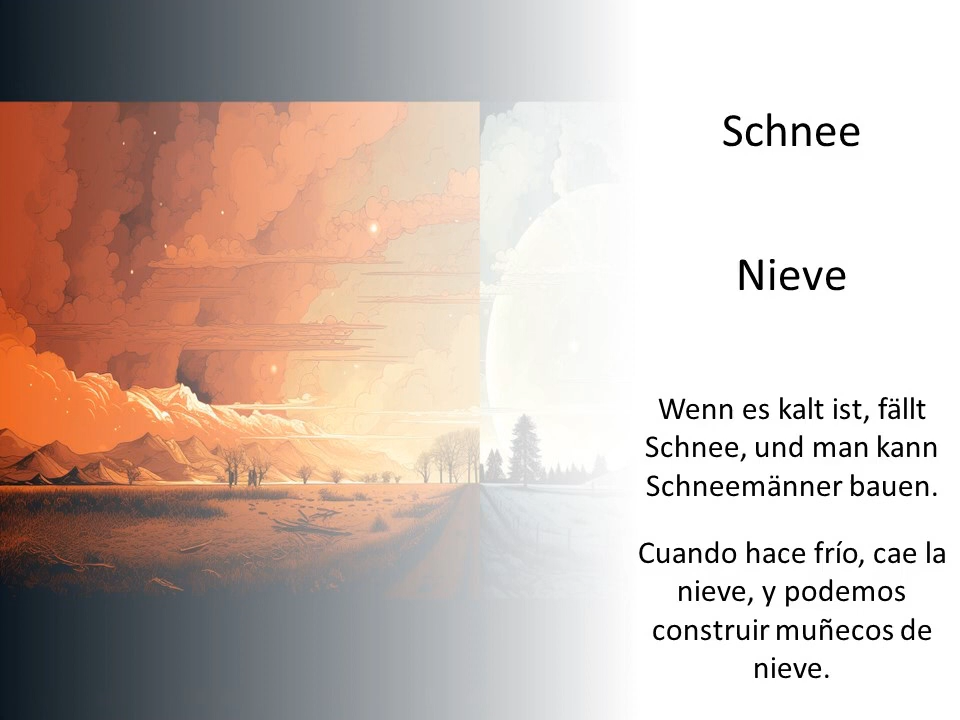 Schnee
Nieve
Wenn es kalt ist, fällt
Schnee, und man kann
Schneemänner bauen.
Cuando hace frío, cae la
nieve, y podemos
construir muñecos de
nieve.